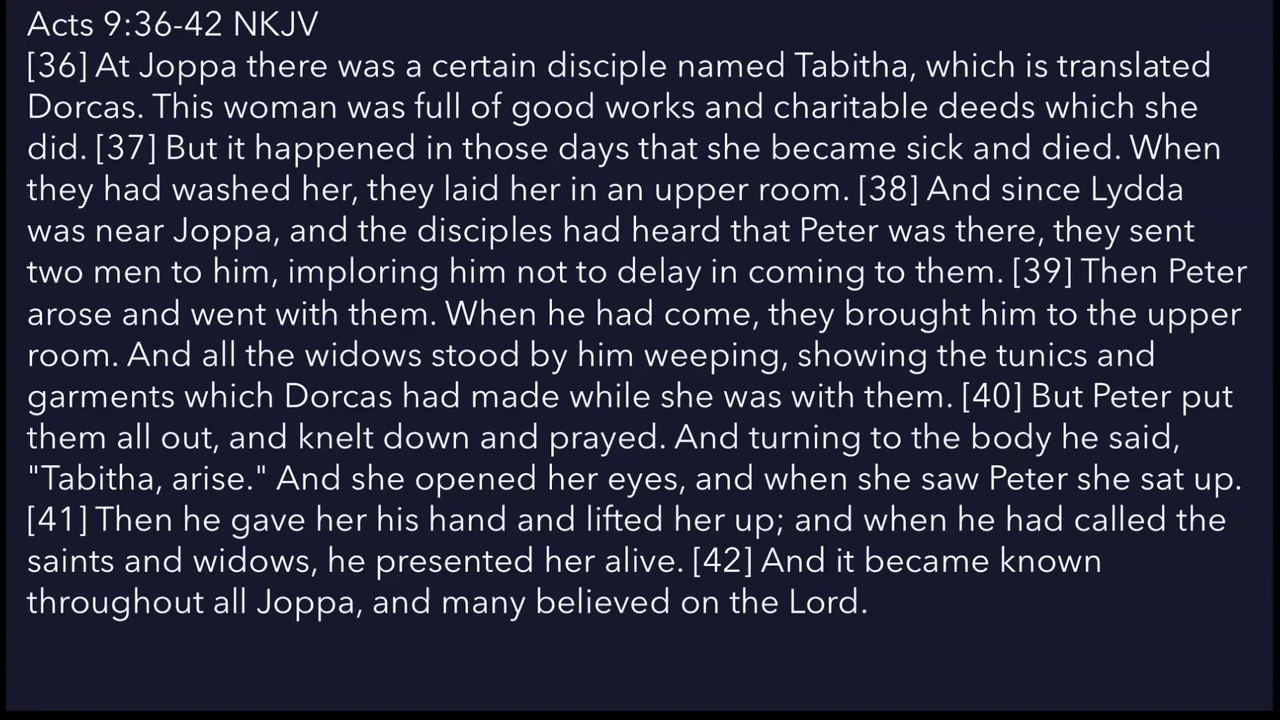 Acts 9:36-42 NKJV
[36] At Joppa there was a certain disciple named Tabitha, which is translated
Dorcas. This woman was full of good works and charitable deeds which she
did. [37] But it happened in those days that she became sick and died. When
they had washed her, they laid her in an upper room. [38] And since Lydda
was near Joppa, and the disciples had heard that Peter was there, they sent
two men to him, imploring him not to delay in coming to them. [39] Then Peter
arose and went with them. When he had come, they brought him to the upper
room. And all the widows stood by him weeping, showing the tunics and
garments which Dorcas had made while she was with them. [40] But Peter put
them all out, and knelt down and prayed. And turning to the body he said,
"Tabitha, arise." And she opened her eyes, and when she saw Peter she sat up.
[41] Then he gave her his hand and lifted her up; and when he had called the
saints and widows, he presented her alive. [42] And it became known
throughout all Joppa, and many believed on the Lord.